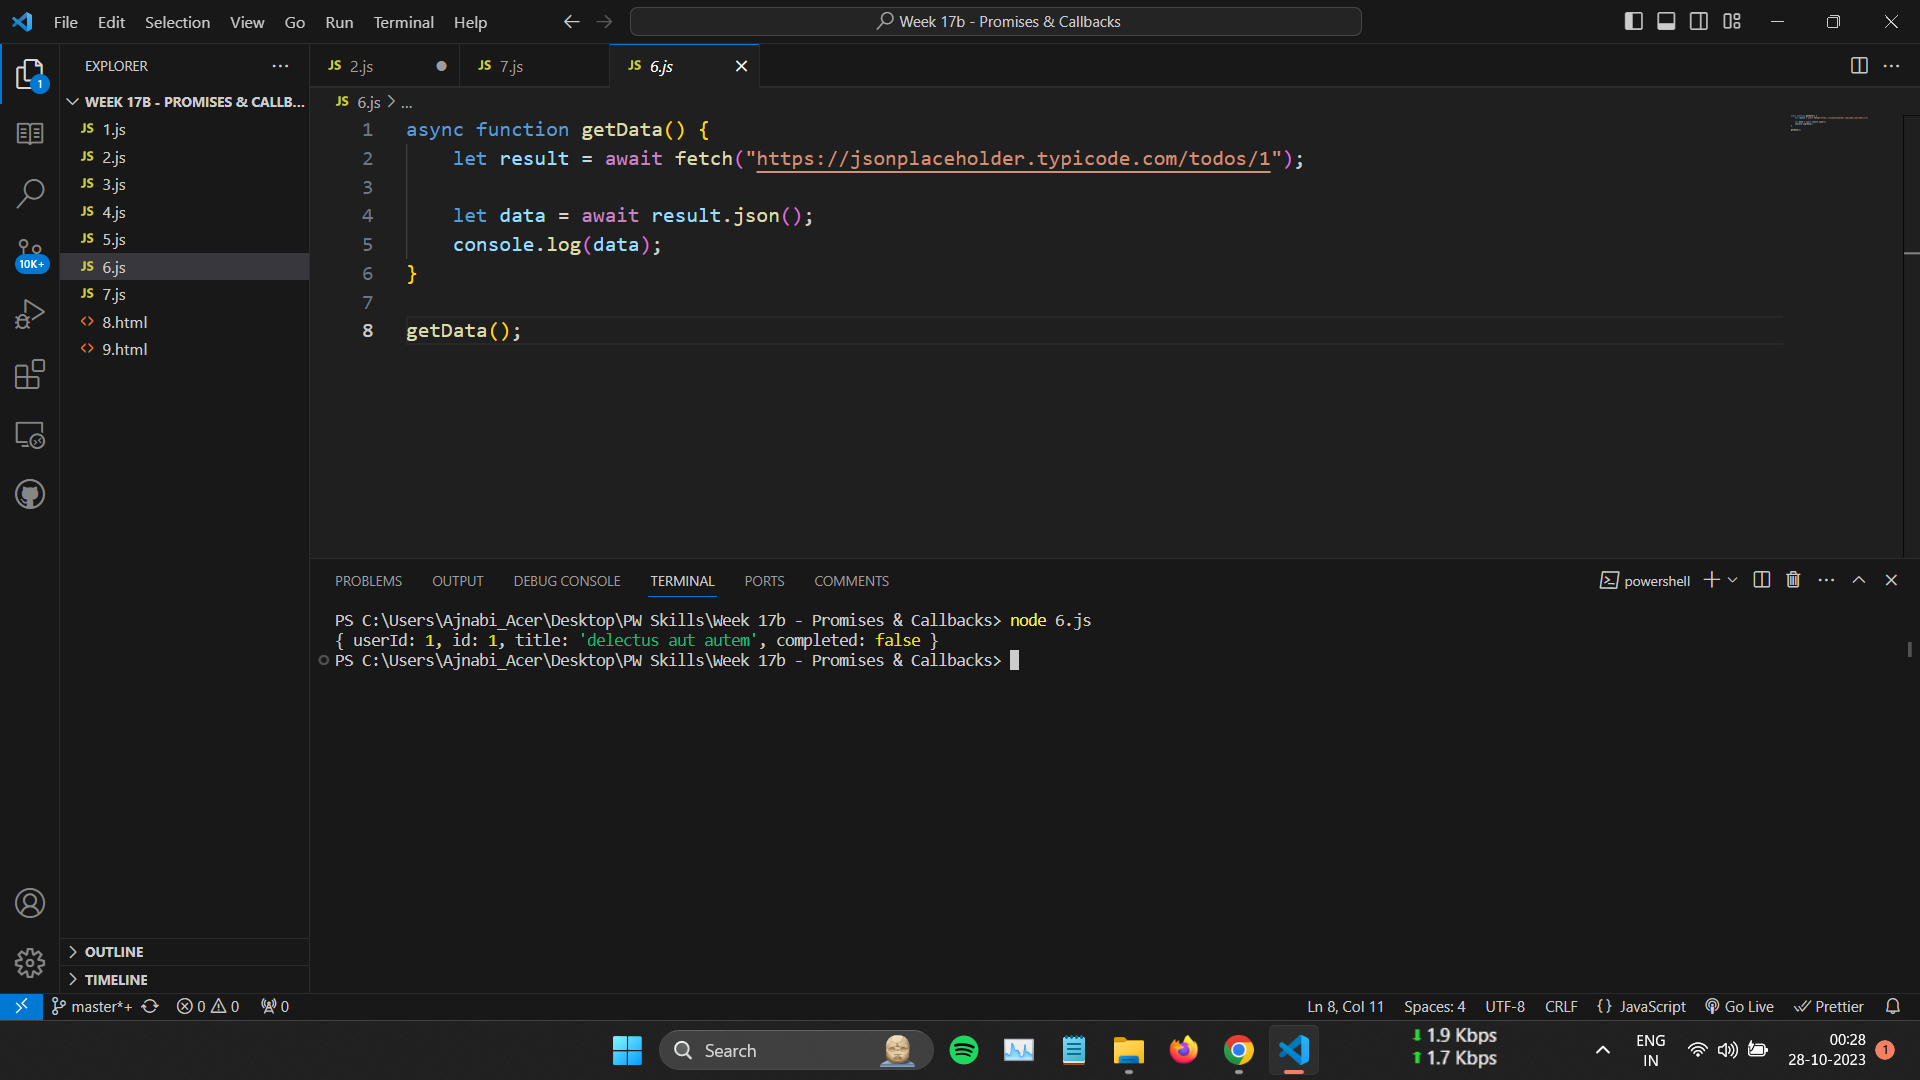 File Edit Selection View Go Run Terminal Help
Week 17b - Promises & Callbacks
EXPLORER
WEEK 17B - PROMISES & CALLB...
JS 1.js
JS 2.js
JS 3.js
JS 4.js
JS 5.js
JS 6.js
JS 7.js
8.html
9.html
1
10K+
OUTLINE
TIMELINE
JS 2.js
JS 7.js
JS 6.js
JS 6.js > ...
1 async function getData() {
2 let result = await fetch("https://jsonplaceholder.typicode.com/todos/1");
3
4 let data = await result.json();
5 console.log(data);
6 }
7
8 getData();
PROBLEMS OUTPUT DEBUG CONSOLE TERMINAL PORTS COMMENTS
powershell
PS C:\Users\Ajnabi_Acer\Desktop\PW Skills\Week 17b - Promises & Callbacks> node 6.js
{ userId: 1, id: 1, title: 'delectus aut autem', completed: false }
PS C:\Users\Ajnabi_Acer\Desktop\PW Skills\Week 17b - Promises & Callbacks>
master*+ 0 0 0
Ln 8, Col 11 Spaces: 4 UTF-8 CRLF {} JavaScript Go Live Prettier
Search
1.9 Kbps
1.7 Kbps
ENG
IN
00:28
28-10-2023
1